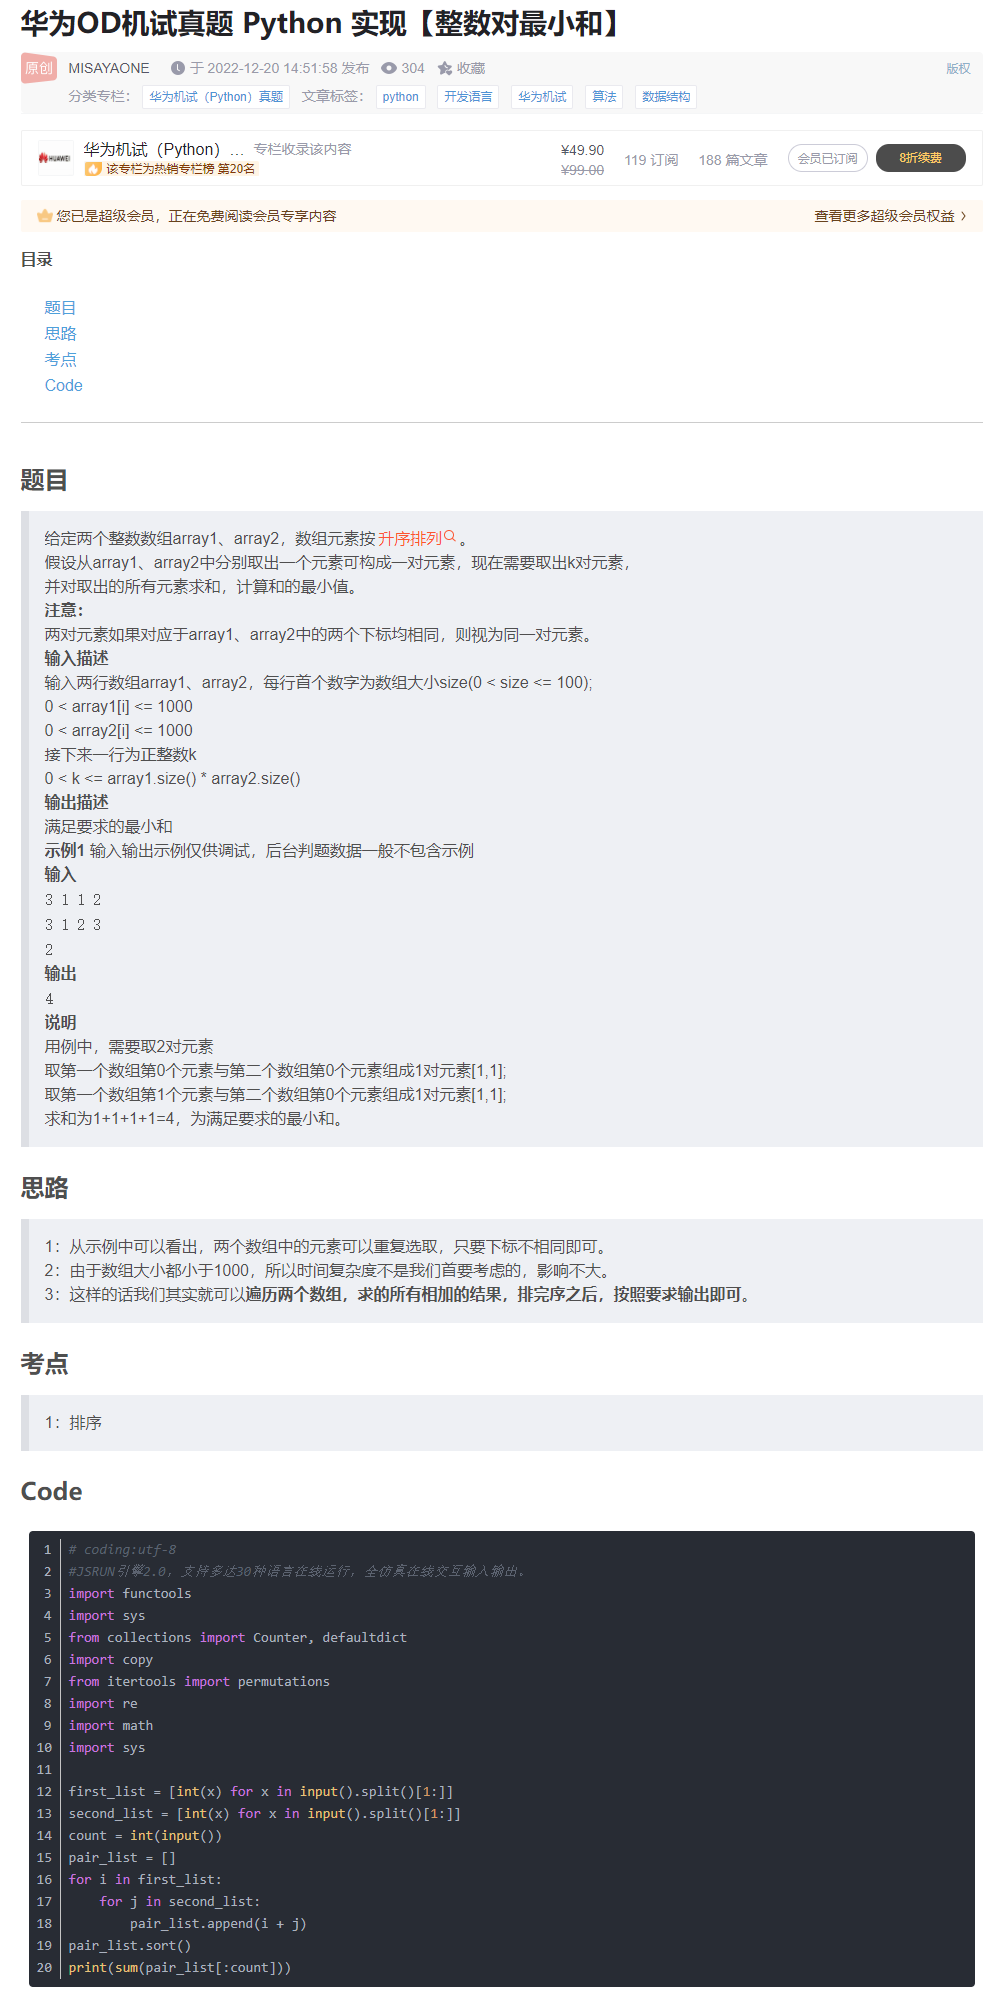 华为OD机试真题 Python 实现【整数对最小和】
原创 MISAYAONE 于 2022-12-20 14:51:58 发布 304 收藏 版权
分类专栏： 华为机试（Python）真题 文章标签： python 开发语言 华为机试 算法 数据结构
HUAWEI
华为机试（Python）... 专栏收录该内容
该专栏为热销专栏榜 第20名
¥49.90
¥99.00
119 订阅 188 篇文章 会员已订阅 8折续费
您已是超级会员，正在免费阅读会员专享内容 查看更多超级会员权益
目录
题目
思路
考点
Code
题目
给定两个整数数组array1、array2，数组元素按升序排列。
假设从array1、array2中分别取出一个元素可构成一对元素，现在需要取出k对元素，
并对取出的所有元素求和，计算和的最小值。
注意：
两对元素如果对应于array1、array2中的两个下标均相同，则视为同一对元素。
输入描述
输入两行数组array1、array2，每行首个数字为数组大小size(0 < size <= 100);
0 < array1[i] <= 1000
0 < array2[i] <= 1000
接下来一行为正整数k
0 < k <= array1.size() * array2.size()
输出描述
满足要求的最小和
示例1 输入输出示例仅供调试，后台判题数据一般不包含示例
输入
3 1 1 2
3 1 2 3
2
输出
4
说明
用例中，需要取2对元素
取第一个数组第0个元素与第二个数组第0个元素组成1对元素[1,1];
取第一个数组第1个元素与第二个数组第0个元素组成1对元素[1,1];
求和为1+1+1+1=4，为满足要求的最小和。
思路
1：从示例中可以看出，两个数组中的元素可以重复选取，只要下标不相同即可。
2：由于数组大小都小于1000，所以时间复杂度不是我们首要考虑的，影响不大。
3：这样的话我们其实就可以遍历两个数组，求的所有相加的结果，排完序之后，按照要求输出即可。
考点
1：排序
Code
1 # coding:utf-8
2 #JSRUN引擎2.0，支持多达30种语言在线运行，全仿真在线交互输入输出。
3 import functools
4 import sys
5 from collections import Counter, defaultdict
6 import copy
7 from itertools import permutations
8 import re
9 import math
10 import sys
11
12 first_list = [int(x) for x in input().split()[1:]]
13 second_list = [int(x) for x in input().split()[1:]]
14 count = int(input())
15 pair_list = []
16 for i in first_list:
17     for j in second_list:
18         pair_list.append(i + j)
19 pair_list.sort()
20 print(sum(pair_list[:count]))